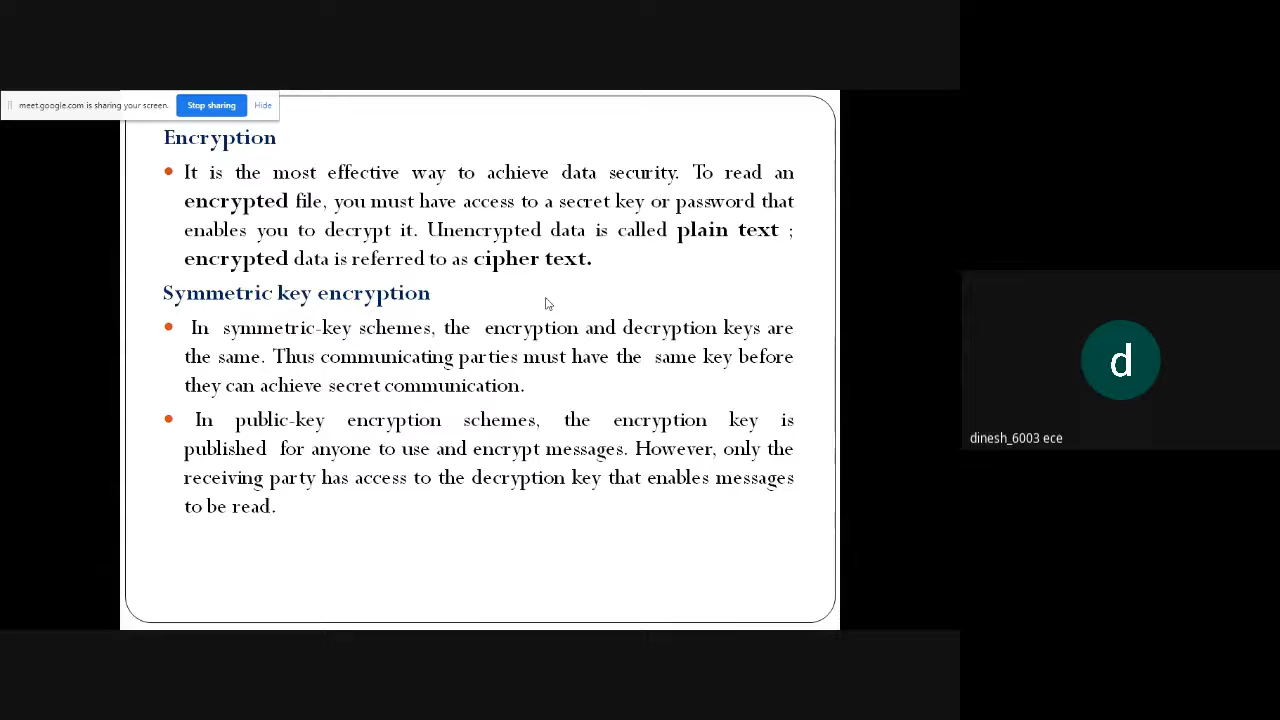 meet.google.com is sharing your screen. Stop sharing Hide
Encryption
• It is the most effective way to achieve data security. To read an
encrypted file, you must have access to a secret key or password that
enables you to decrypt it. Unencrypted data is called plain text ;
encrypted data is referred to as cipher text.
Symmetric key encryption
• In symmetric-key schemes, the encryption and decryption keys are
the same. Thus communicating parties must have the same key before
they can achieve secret communication.
• In public-key encryption schemes, the encryption key is
published for anyone to use and encrypt messages. However, only the
receiving party has access to the decryption key that enables messages
to be read.
d
dinesh_6003 ece